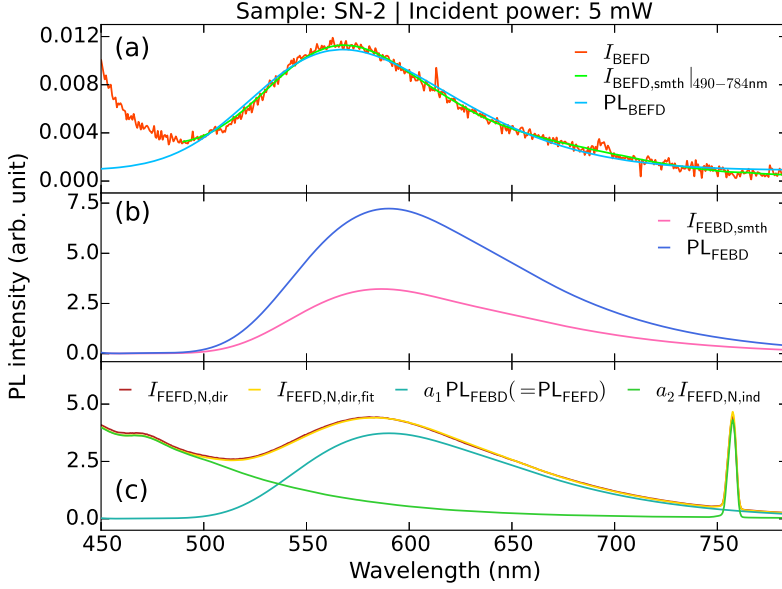 Sample: SN-2 | Incident power: 5 mW
PL intensity (arb. unit)
(a)
0.012
0.008
0.004
0.000
I_BEFD
I_BEFD,smth |_490−784nm
PL_BEFD
(b)
7.5
5.0
2.5
0.0
I_FEBD,smth
PL_FEBD
I_FEFD,N,dir I_FEFD,N,dir,fit a_1 PL_FEBD(=PL_FEFD) a_2 I_FEFD,N,ind
5.0
2.5
0.0
(c)
450 500 550 600 650 700 750
Wavelength (nm)